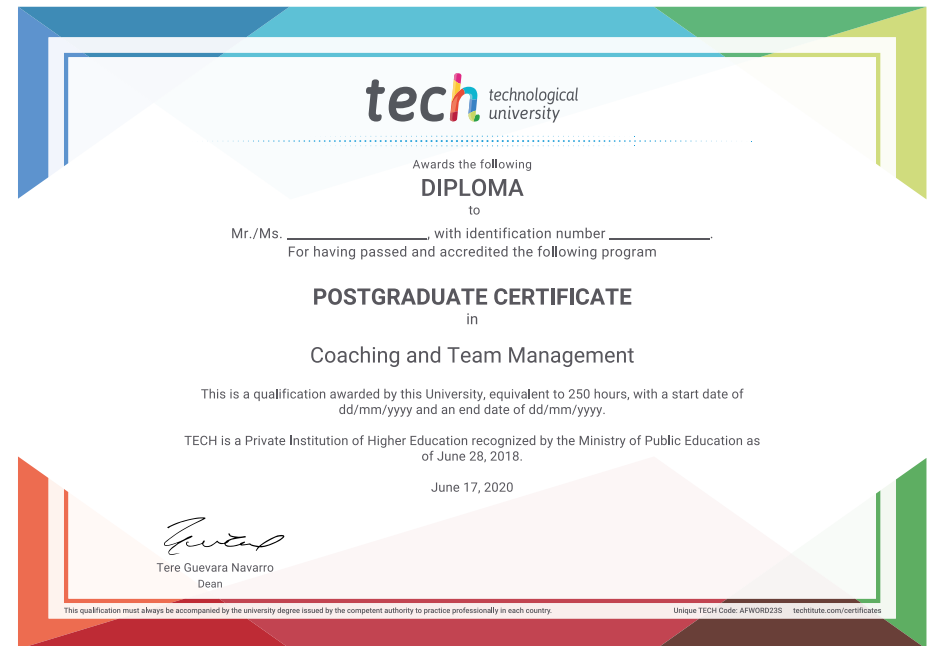 tech technological
university
Awards the following
DIPLOMA
to
Mr./Ms. ____________________, with identification number ______________.
For having passed and accredited the following program
POSTGRADUATE CERTIFICATE
in
Coaching and Team Management
This is a qualification awarded by this University, equivalent to 250 hours, with a start date of
dd/mm/yyyy and an end date of dd/mm/yyyy.
TECH is a Private Institution of Higher Education recognized by the Ministry of Public Education as
of June 28, 2018.
June 17, 2020
Tere Guevara Navarro
Dean
This qualification must always be accompanied by the university degree issued by the competent authority to practice professionally in each country. Unique TECH Code: AFWORD23S techtitute.com/certificates